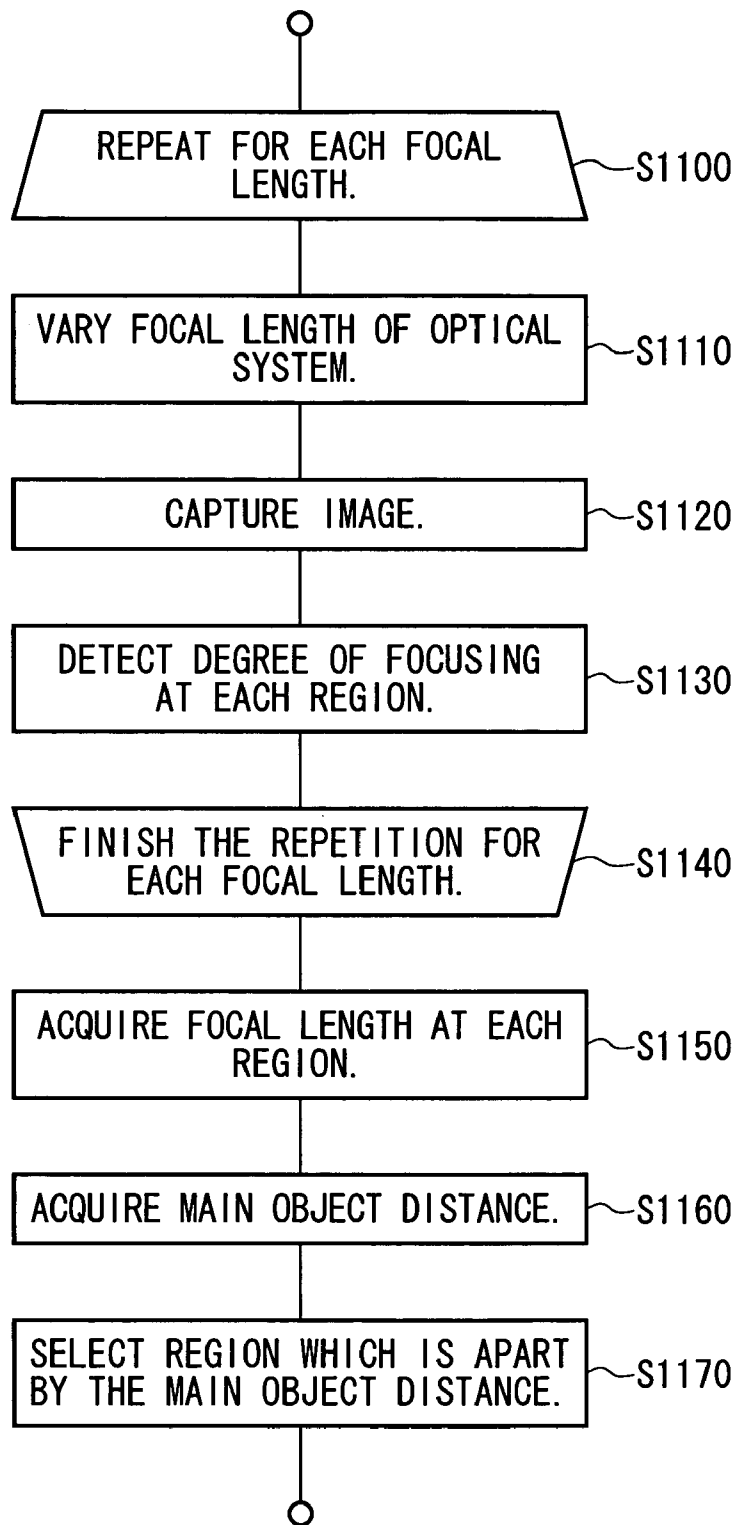 REPEAT FOR EACH FOCAL
LENGTH.
S1100
VARY FOCAL LENGTH OF OPTICAL
SYSTEM.
S1110
CAPTURE IMAGE.
S1120
DETECT DEGREE OF FOCUSING
AT EACH REGION.
S1130
FINISH THE REPETITION FOR
EACH FOCAL LENGTH.
S1140
ACQUIRE FOCAL LENGTH AT EACH
REGION.
S1150
ACQUIRE MAIN OBJECT DISTANCE.
S1160
SELECT REGION WHICH IS APART
BY THE MAIN OBJECT DISTANCE.
S1170